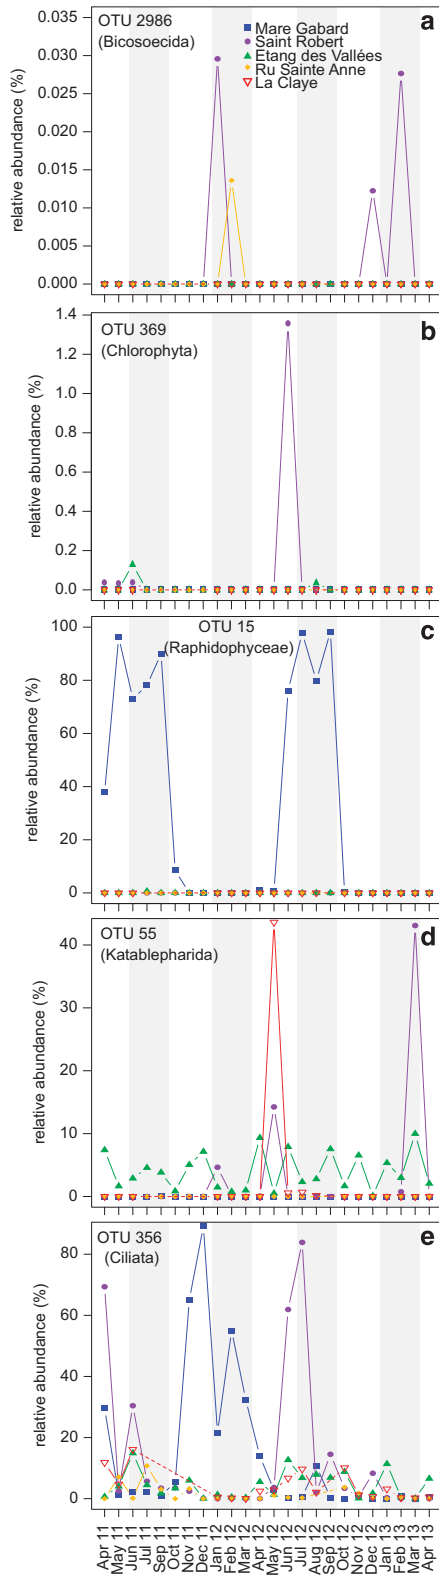 OTU 2986
(Bicosoecida)
a
Mare Gabard
Saint Robert
Etang des Vallées
Ru Sainte Anne
La Claye
relative abundance (%)
0.035
0.030
0.025
0.020
0.015
0.010
0.005
0.000
OTU 369
(Chlorophyta)
b
relative abundance (%)
1.4
1.2
1.0
0.8
0.6
0.4
0.2
0.0
OTU 15
(Raphidophyceae)
c
relative abundance (%)
100
80
60
40
20
0
OTU 55
(Katablepharida)
d
relative abundance (%)
40
30
20
10
0
OTU 356
(Ciliata)
e
relative abundance (%)
80
60
40
20
0
Apr 11
May 11
Jun 11
Jul 11
Sep 11
Oct 11
Nov 11
Dec 11
Jan 12
Feb 12
Mar 12
Apr 12
May 12
Jun 12
Jul 12
Aug 12
Sep 12
Oct 12
Nov 12
Dec 12
Jan 13
Feb 13
Mar 13
Apr 13